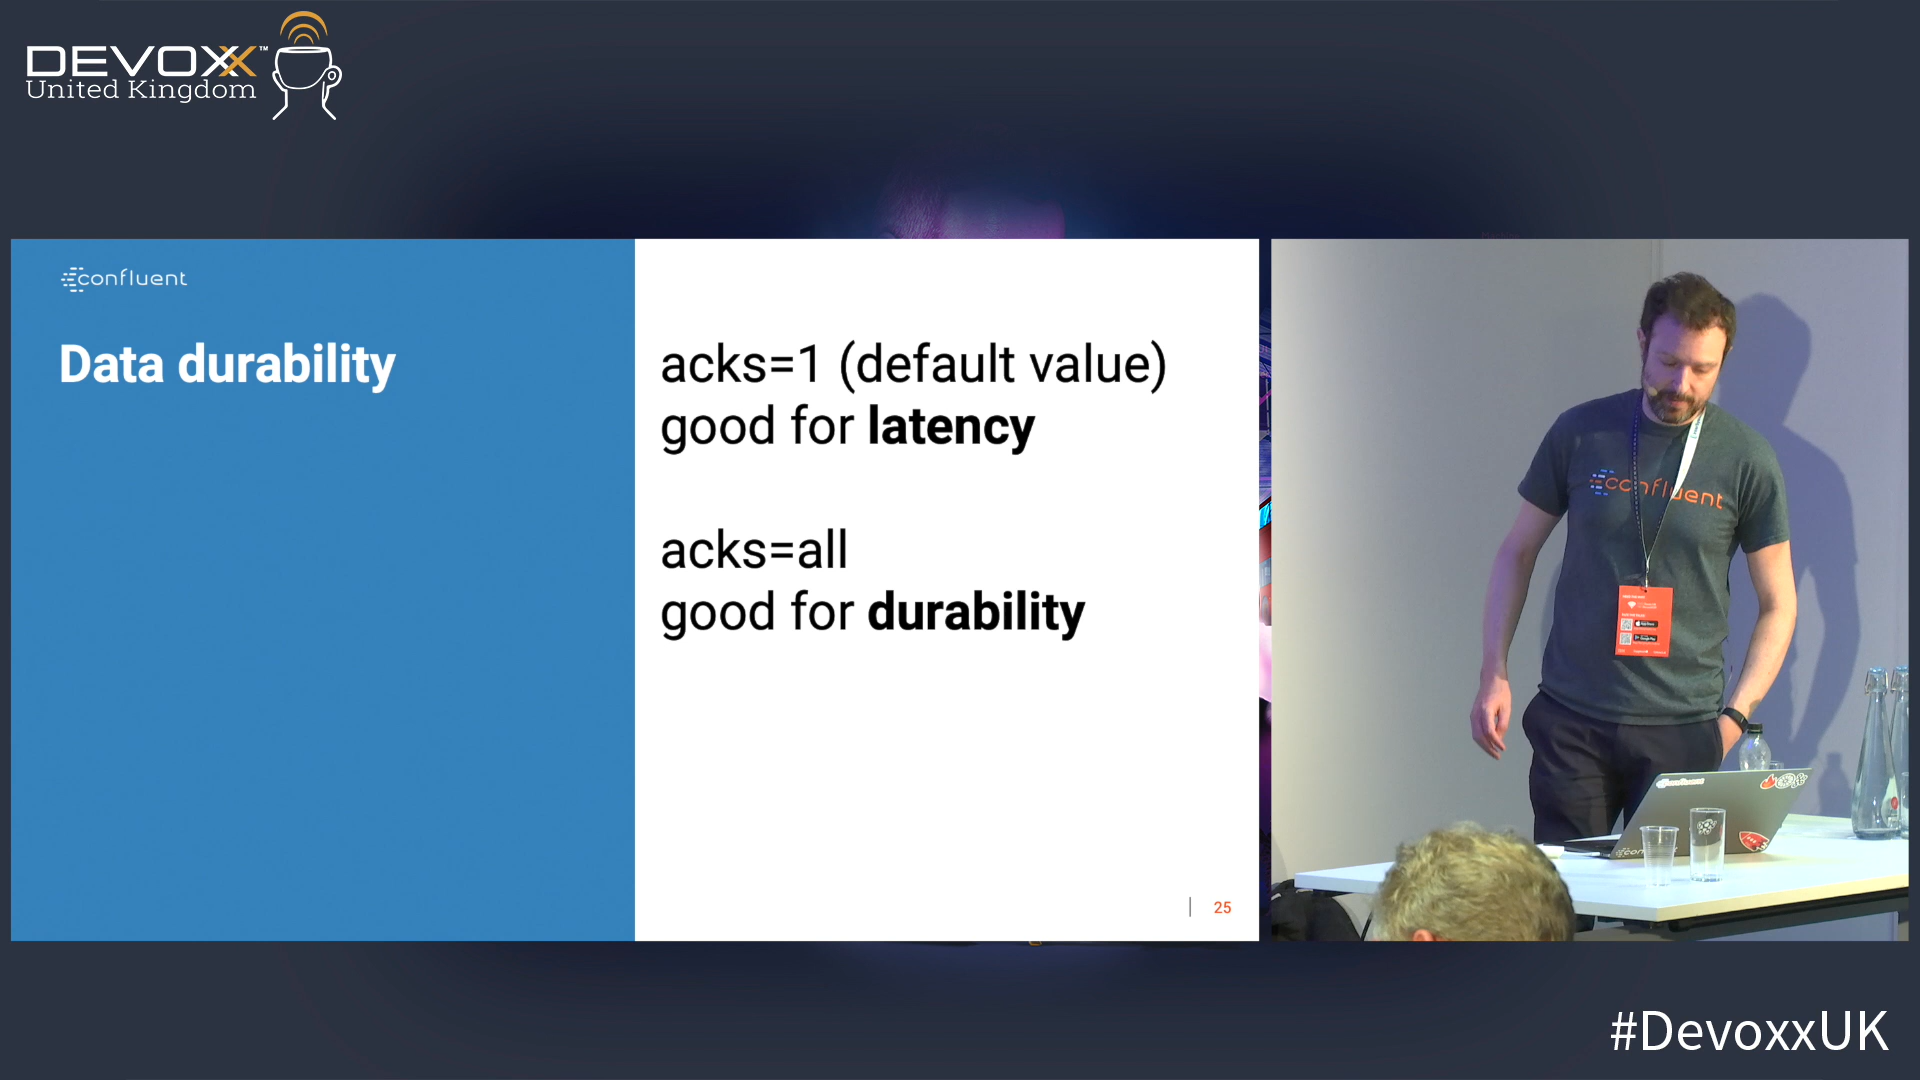 DEVOXX™
United Kingdom
confluent
Data durability
acks=1 (default value)
good for latency
acks=all
good for durability
25
confluent
confluent
#DevoxxUK